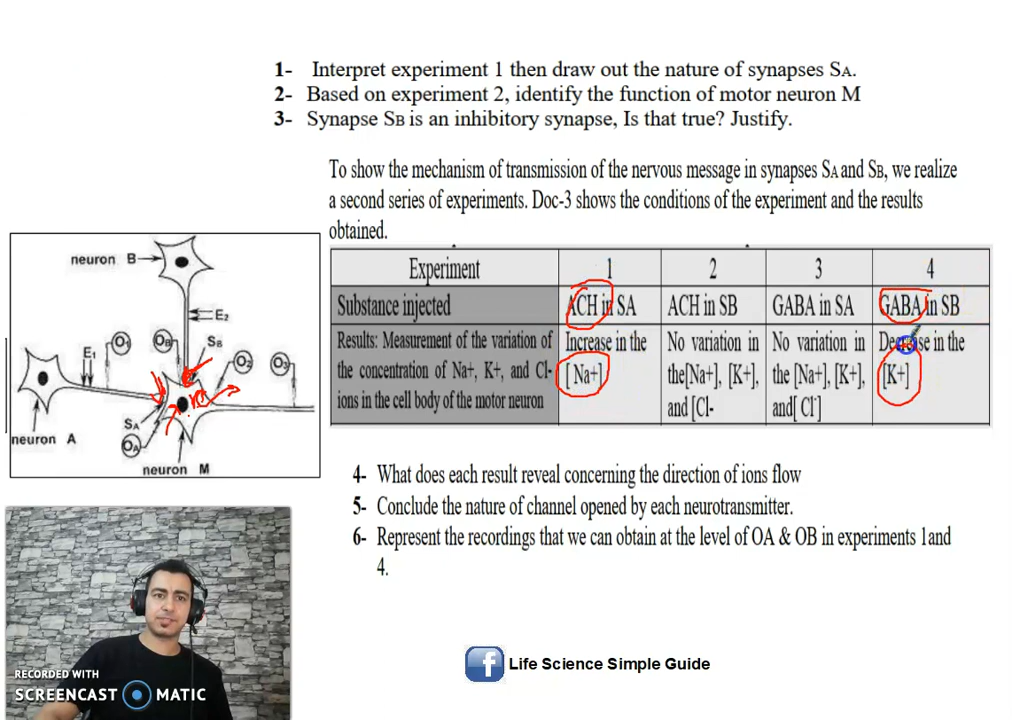 1- Interpret experiment 1 then draw out the nature of synapses SA.
2- Based on experiment 2, identify the function of motor neuron M
3- Synapse SB is an inhibitory synapse, Is that true? Justify.
To show the mechanism of transmission of the nervous message in synapses SA and SB, we realize
a second series of experiments. Doc-3 shows the conditions of the experiment and the results
obtained.
neuron B
E2
SB
E1
O1
OB
O2
O3
SA
OA
neuron A
neuron M
Experiment 1 2 3 4
Substance injected ACH in SA ACH in SB GABA in SA GABA in SB
Results: Measurement of the variation of
the concentration of Na+, K+, and Cl-
ions in the cell body of the motor neuron
Increase in the
[ Na+]
No variation in
the[Na+], [K+],
and [Cl-
No variation in
the [Na+], [K+],
and[ Cl-]
in the
[K+]
4- What does each result reveal concerning the direction of ions flow
5- Conclude the nature of channel opened by each neurotransmitter.
6- Represent the recordings that we can obtain at the level of OA & OB in experiments 1and
4.
RECORDED WITH
SCREENCAST MATIC
f Life Science Simple Guide